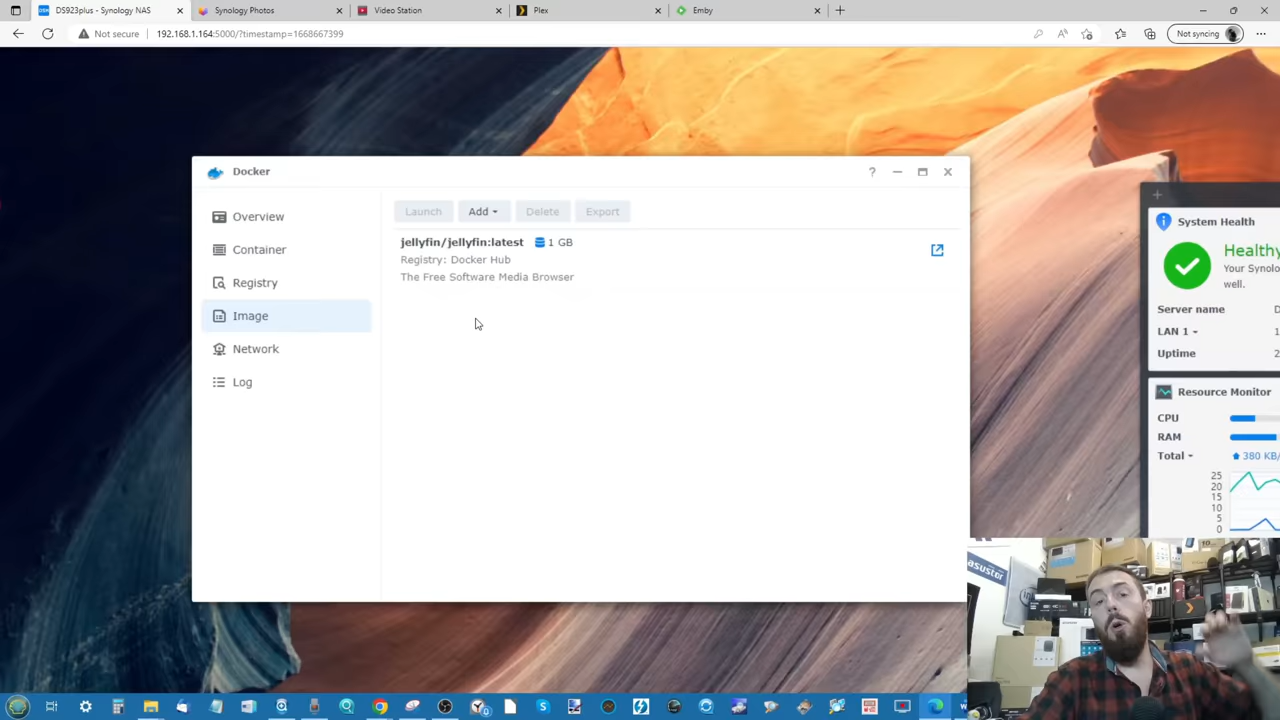 DS923plus - Synology NAS
Synology Photos
Video Station
Plex
Emby
Not secure
192.168.1.164:5000/?timestamp=1668667399
Not syncing
Docker
Overview
Container
Registry
Image
Network
Log
Launch
Add
Delete
Export
jellyfin/jellyfin:latest
1 GB
Registry: Docker Hub
The Free Software Media Browser
System Health
Healthy
Your Synolo
well.
Server name
LAN 1
1
Uptime
2
Resource Monitor
CPU
RAM
Total
380 KB/
25
20
15
10
5
0
asustor